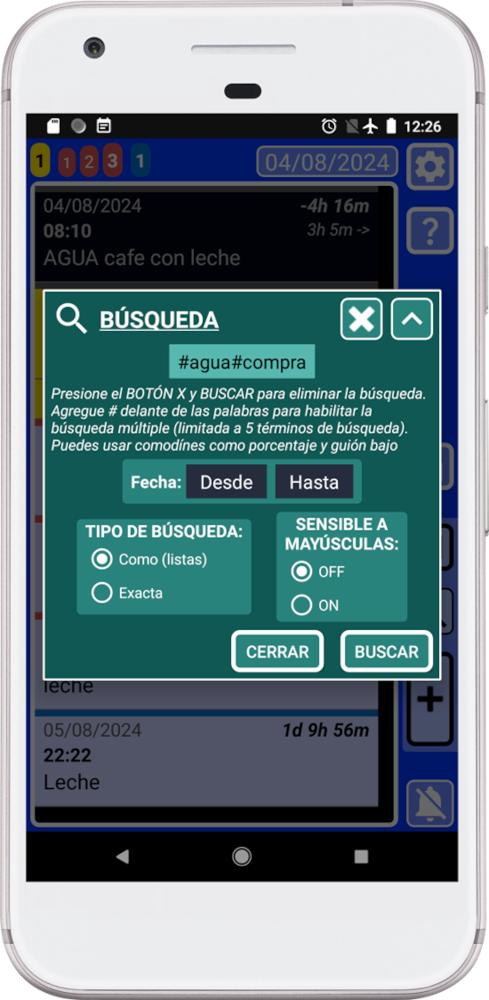 12:26
1 1 2 3 1 04/08/2024
04/08/2024 -4h 16m
08:10 3h 5m ->
AGUA cafe con leche
?
BÚSQUEDA
#agua#compra
Presione el BOTÓN X y BUSCAR para eliminar la búsqueda.
Agregue # delante de las palabras para habilitar la
búsqueda múltiple (limitada a 5 términos de búsqueda).
Puedes usar comodínes como porcentaje y guión bajo
Fecha: Desde Hasta
TIPO DE BÚSQUEDA:
Como (listas)
Exacta
SENSIBLE A
MAYÚSCULAS:
OFF
ON
CERRAR BUSCAR
leche
+
05/08/2024 1d 9h 56m
22:22
Leche